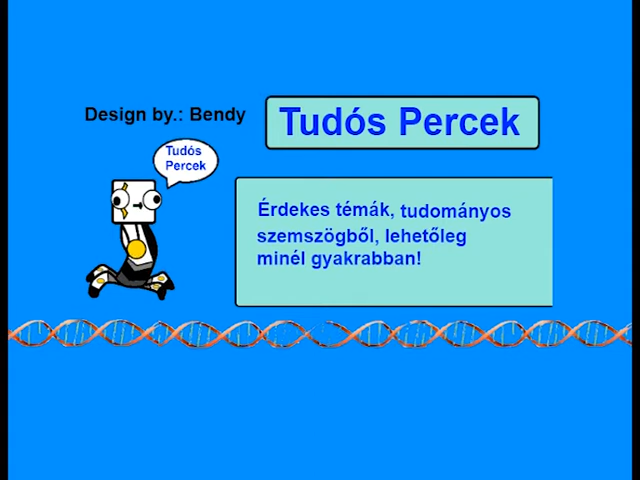 Design by.: Bendy
Tudós Percek
Tudós
Percek
Érdekes témák, tudományos
szemszögből, lehetőleg
minél gyakrabban!